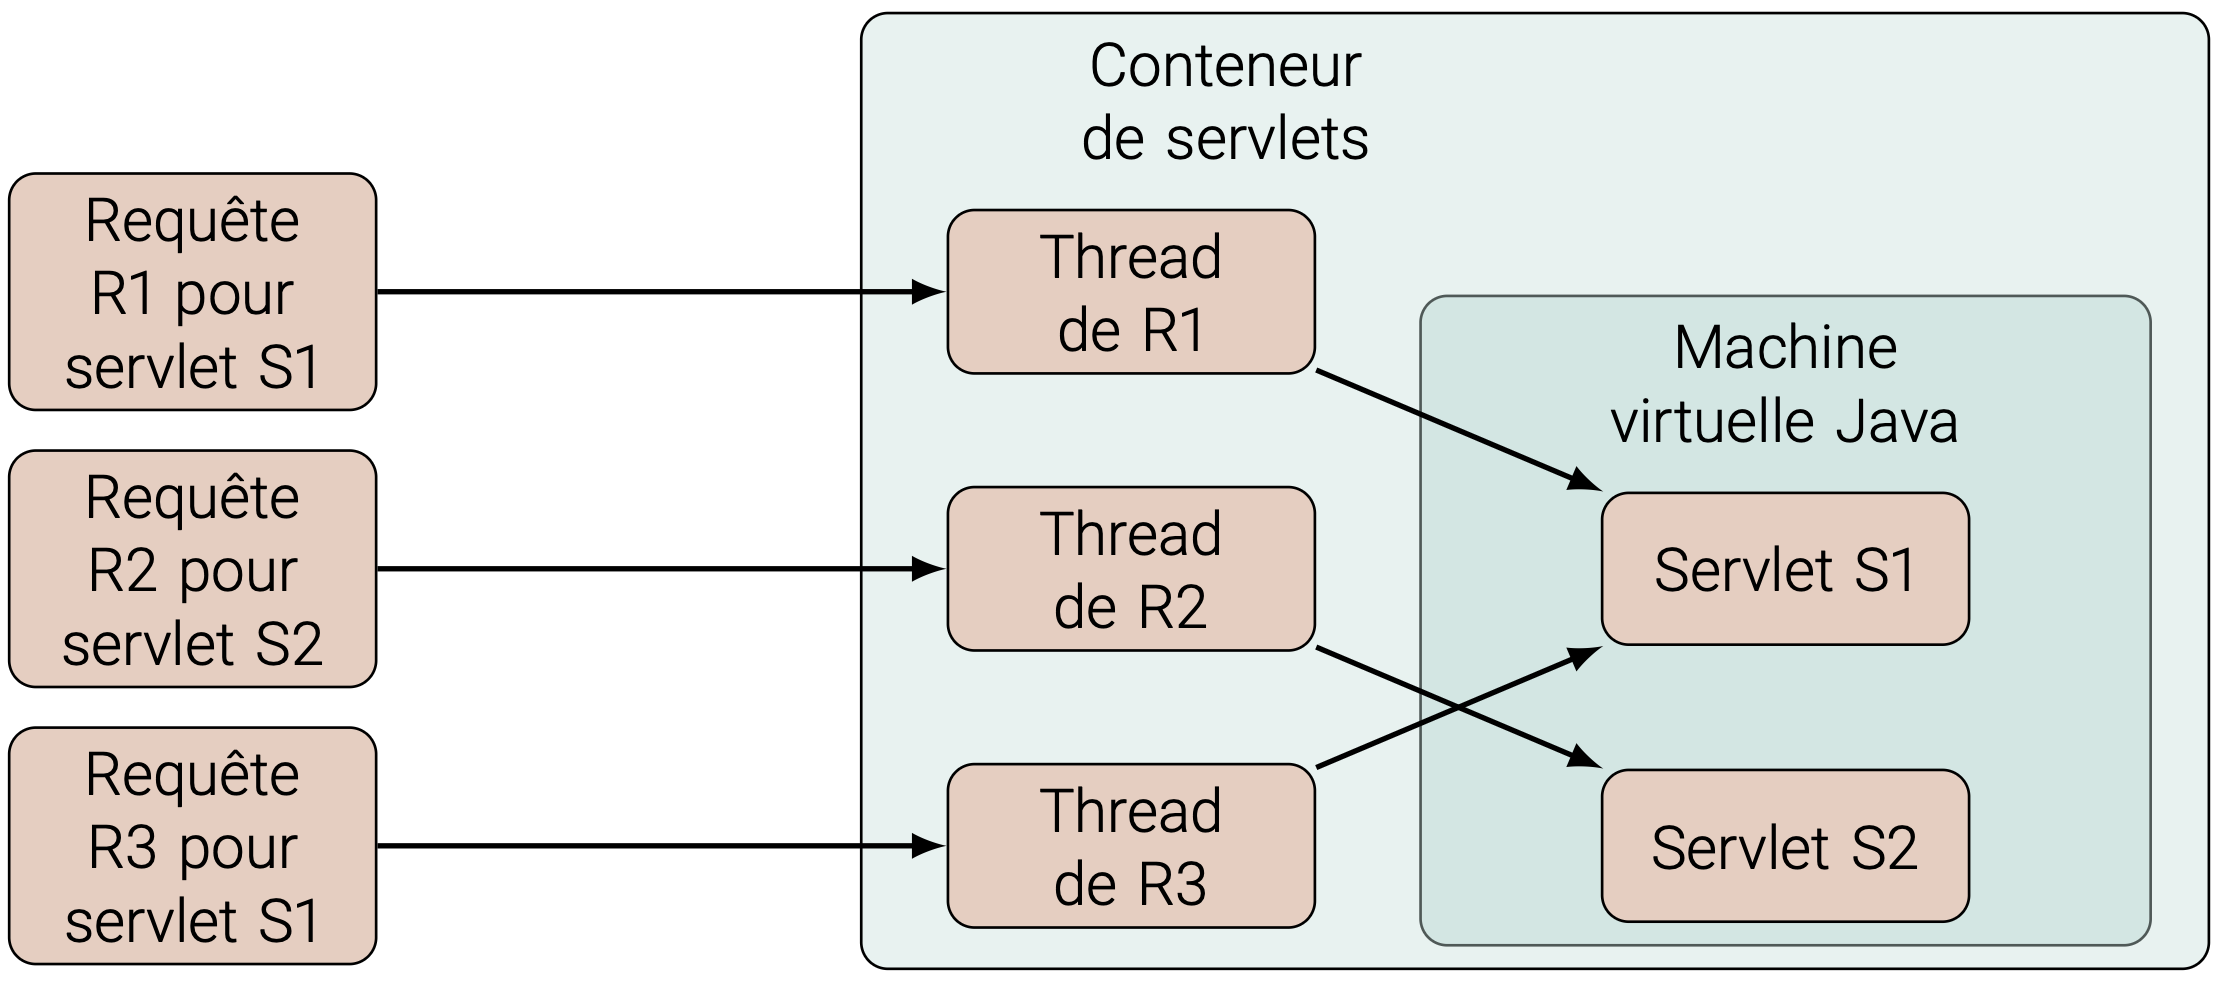 Conteneur
de servlets
Requête
R1 pour
servlet S1
Thread
de R1
Machine
virtuelle Java
Requête
R2 pour
servlet S2
Thread
de R2
Servlet S1
Requête
R3 pour
servlet S1
Thread
de R3
Servlet S2